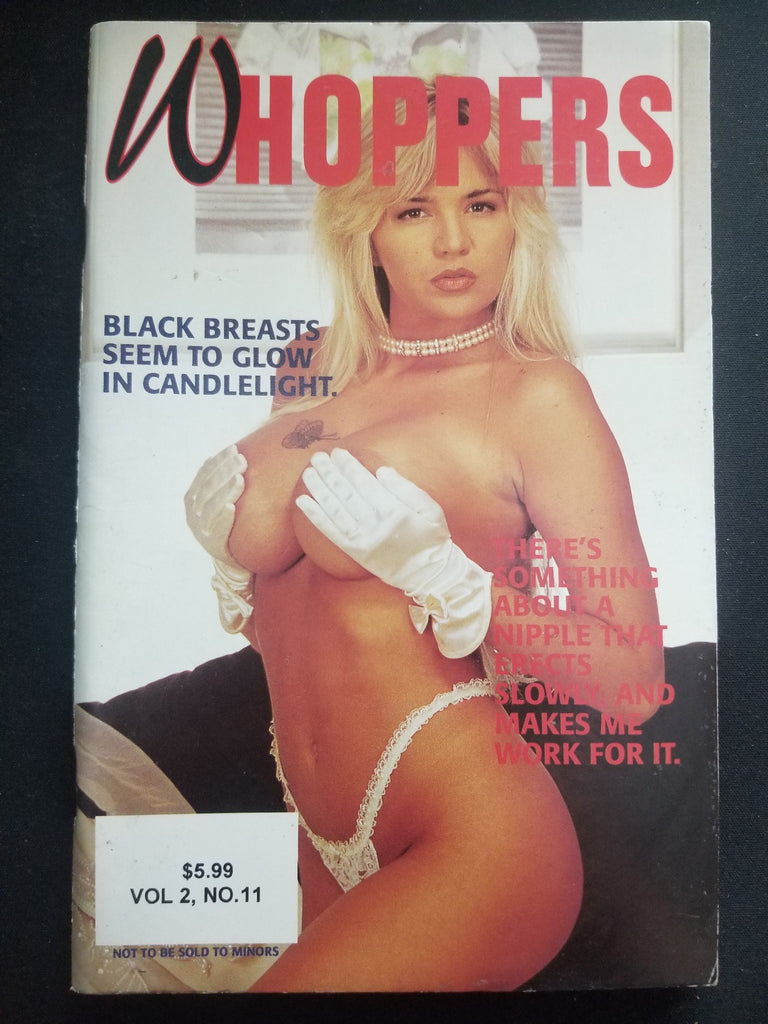 WHOPPERS
BLACK BREASTS
SEEM TO GLOW
IN CANDLELIGHT.
THERE'S
SOMETHING
ABOUT A
NIPPLE THAT
ERECTS
SLOWLY, AND
MAKES ME
WORK FOR IT.
$5.99
VOL 2, NO.11
NOT TO BE SOLD TO MINORS